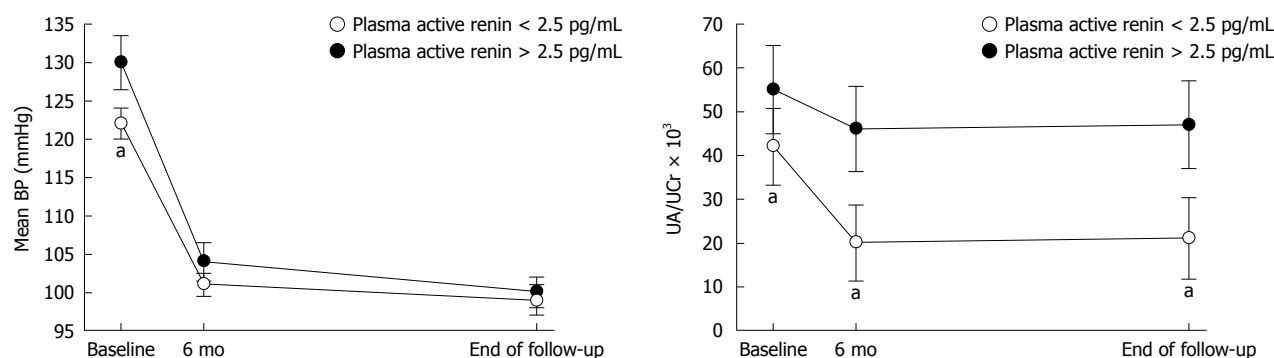 Plasma active renin < 2.5 pg/mL
Plasma active renin > 2.5 pg/mL
Mean BP (mmHg)
135
130
125
120
115
110
105
100
95
a
Baseline
6 mo
End of follow-up
Plasma active renin < 2.5 pg/mL
Plasma active renin > 2.5 pg/mL
UA/UCr × 10³
70
60
50
40
30
20
10
0
a
a
a
Baseline
6 mo
End of follow-up